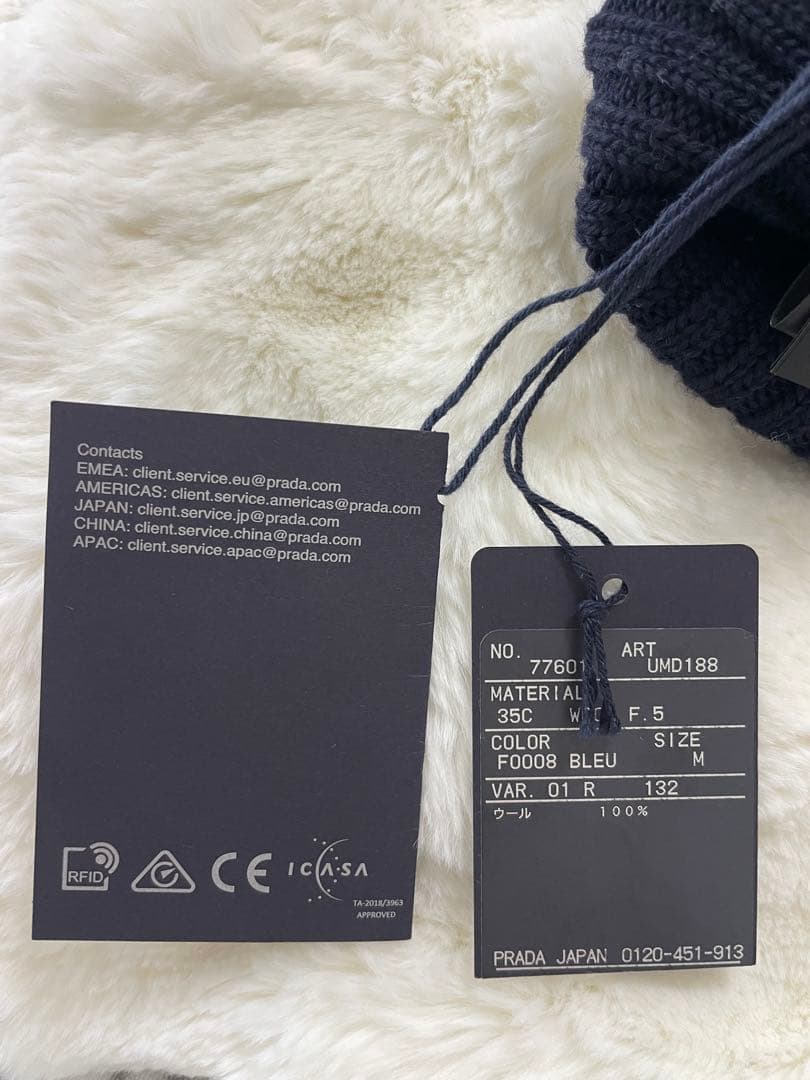 Contacts
EMEA: client.service.eu@prada.com
AMERICAS: client.service.americas@prada.com
JAPAN: client.service.jp@prada.com
CHINA: client.service.china@prada.com
APAC: client.service.apac@prada.com
RFID
CE
ICASA
TA-2018/3963
APPROVED
NO. ART
UMD188
MATERIAL
35C F.5
COLOR SIZE
F0008 BLEU M
VAR. 01 R 132
ウール 100%
PRADA JAPAN 0120-451-913